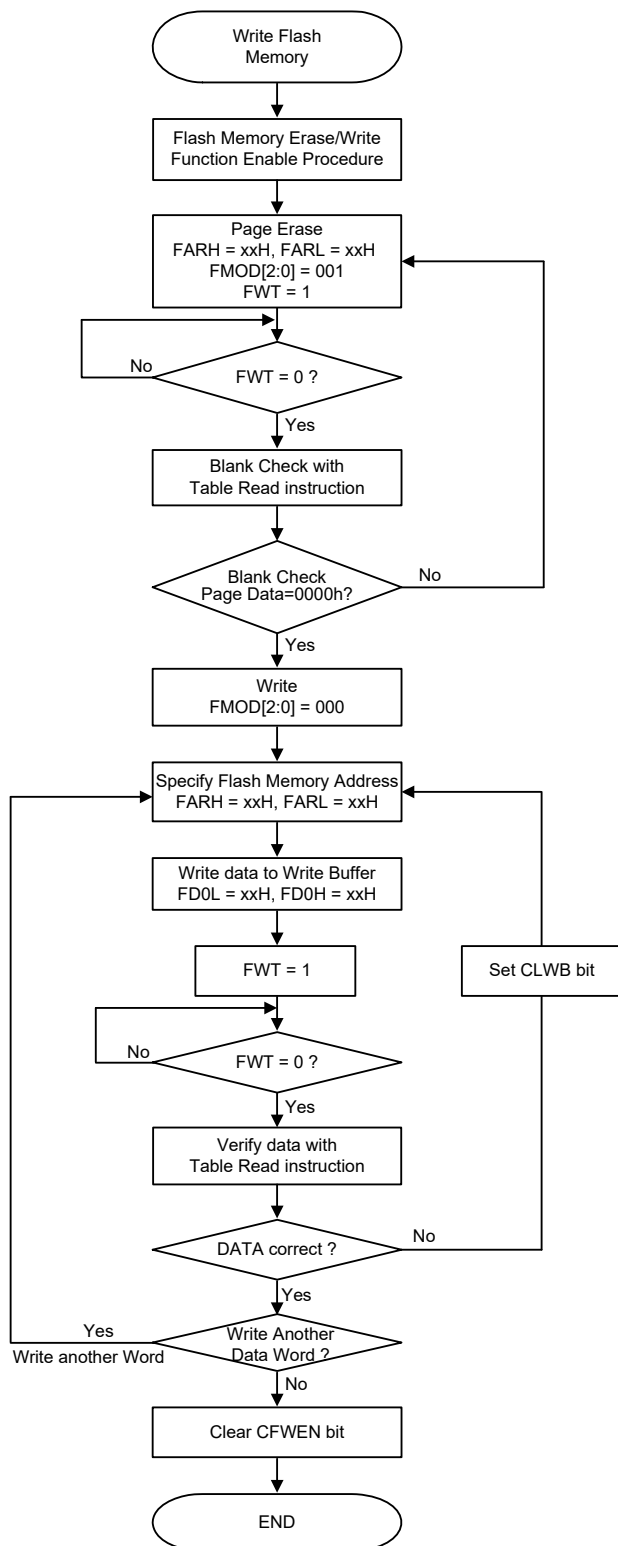 Write Flash
Memory
Flash Memory Erase/Write
Function Enable Procedure
Page Erase
FARH = xxH, FARL = xxH
FMOD[2:0] = 001
FWT = 1
No
FWT = 0 ?
Yes
Blank Check with
Table Read instruction
Blank Check
Page Data=0000h?
No
Yes
Write
FMOD[2:0] = 000
Specify Flash Memory Address
FARH = xxH, FARL = xxH
Write data to Write Buffer
FD0L = xxH, FD0H = xxH
FWT = 1
Set CLWB bit
No
FWT = 0 ?
Yes
Verify data with
Table Read instruction
DATA correct ?
No
Yes
Yes
Write another Word
Write Another
Data Word ?
No
Clear CFWEN bit
END